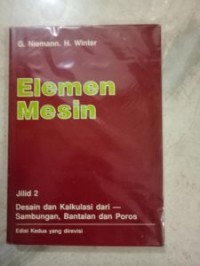 G. Niemann. H. Winter
Elemen
Mesin
Jilid 2
Desain dan Kalkulasi dari —
Sambungan, Bantalan dan Poros
Edisi Kedua yang direvisi